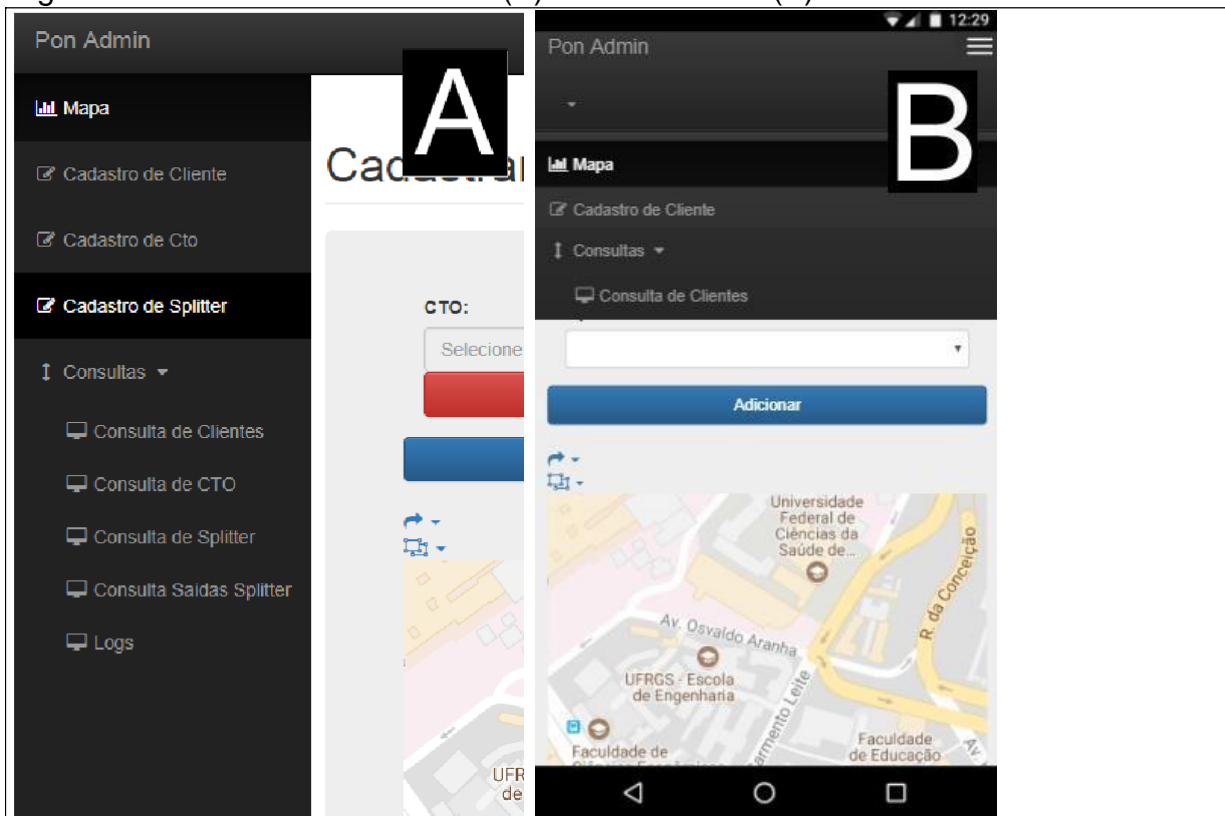 Pon Admin
Mapa
Cadastro de Cliente
Cadastro de Cto
Cadastro de Splitter
Consultas
Consulta de Clientes
Consulta de CTO
Consulta de Splitter
Consulta Saidas Splitter
Logs
A
CTO:
Selecione
12:29
Pon Admin
B
Mapa
Cadastro de Cliente
Consultas
Consulta de Clientes
Adicionar
Universidade
Federal de
Ciências da
Saúde de...
R. da Conceição
Av. Osvaldo Aranha
UFRGS - Escola
de Engenharia
Sarmento Leite
Faculdade
de Educação
Av.
Faculdade de